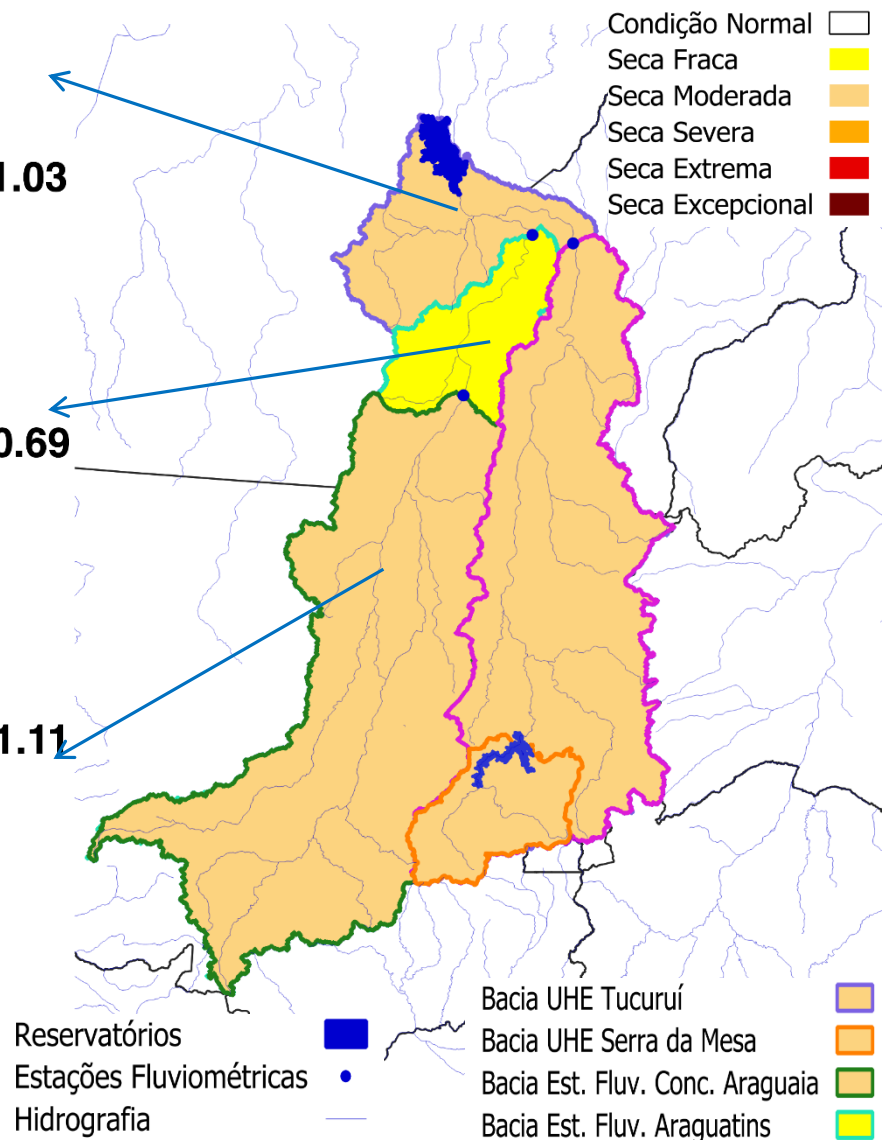 Condição Normal
Seca Fraca
Seca Moderada
Seca Severa
Seca Extrema
Seca Excepcional
1.03
0.69
1.11
Reservatórios
Estações Fluviométricas
Hidrografia
Bacia UHE Tucuruí
Bacia UHE Serra da Mesa
Bacia Est. Fluv. Conc. Araguaia
Bacia Est. Fluv. Araguatins